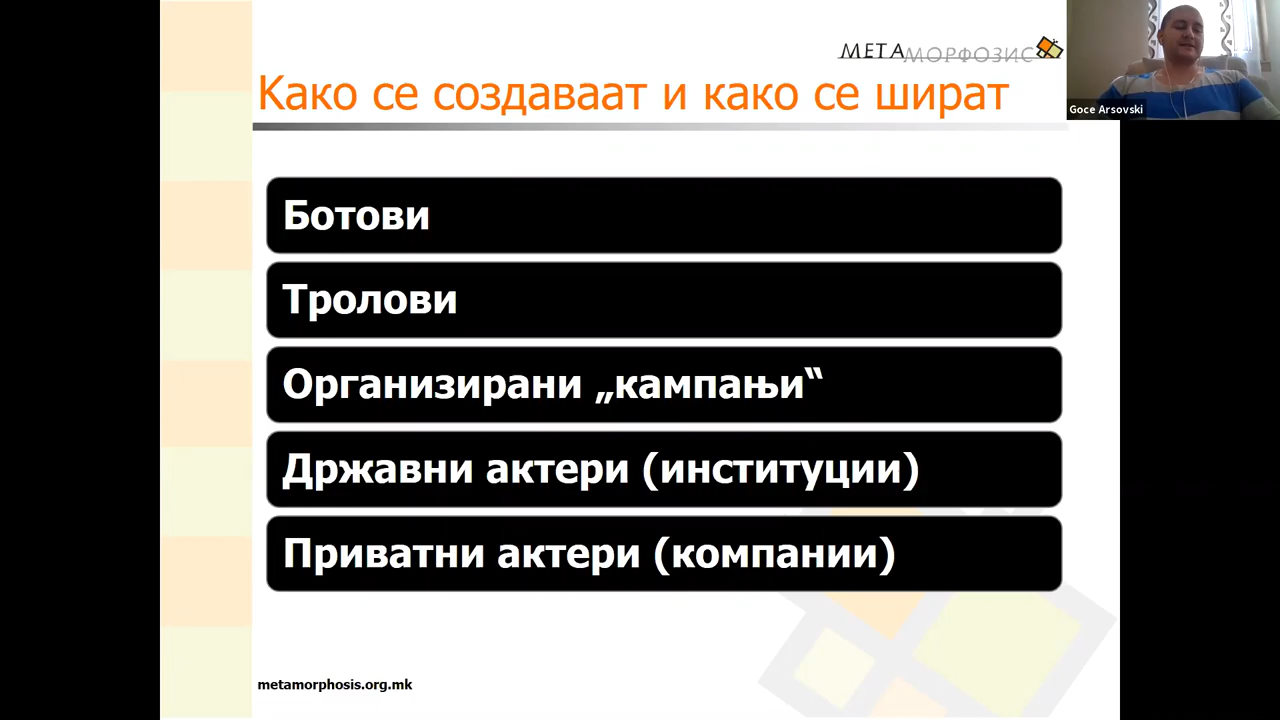 МЕТАМОРФОЗИС
Goce Arsovski
Како се создаваат и како се шират
Ботови
Тролови
Организирани „кампањи“
Државни актери (институции)
Приватни актери (компании)
metamorphosis.org.mk